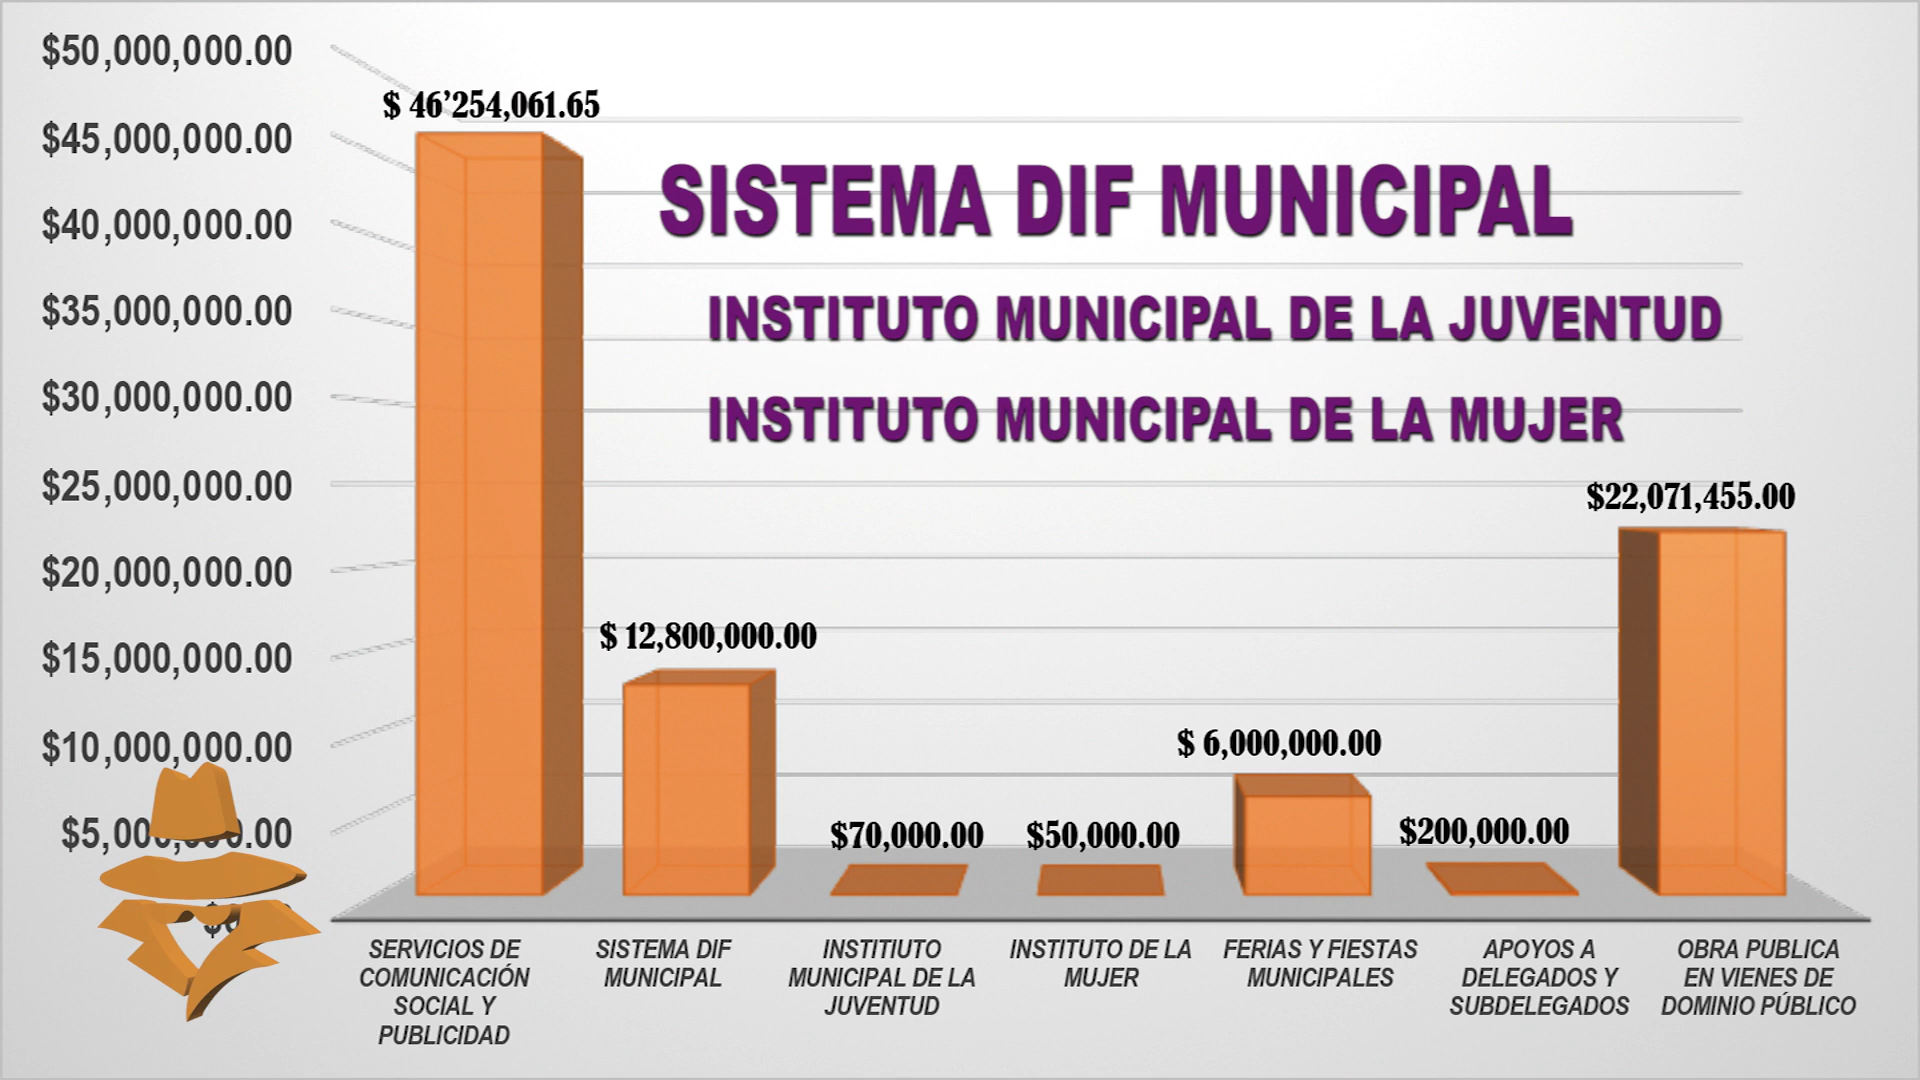 $50,000,000.00
$45,000,000.00
$40,000,000.00
$35,000,000.00
$30,000,000.00
$25,000,000.00
$20,000,000.00
$15,000,000.00
$10,000,000.00
$ 46’254,061.65
SISTEMA DIF MUNICIPAL
INSTITUTO MUNICIPAL DE LA JUVENTUD
INSTITUTO MUNICIPAL DE LA MUJER
$22,071,455.00
$ 12,800,000.00
$ 6,000,000.00
$70,000.00
$50,000.00
$200,000.00
SERVICIOS DE
COMUNICACIÓN
SOCIAL Y
PUBLICIDAD
SISTEMA DIF
MUNICIPAL
INSTITIUTO
MUNICIPAL DE LA
JUVENTUD
INSTITUTO DE LA
MUJER
FERIAS Y FIESTAS
MUNICIPALES
APOYOS A
DELEGADOS Y
SUBDELEGADOS
OBRA PUBLICA
EN VIENES DE
DOMINIO PÚBLICO